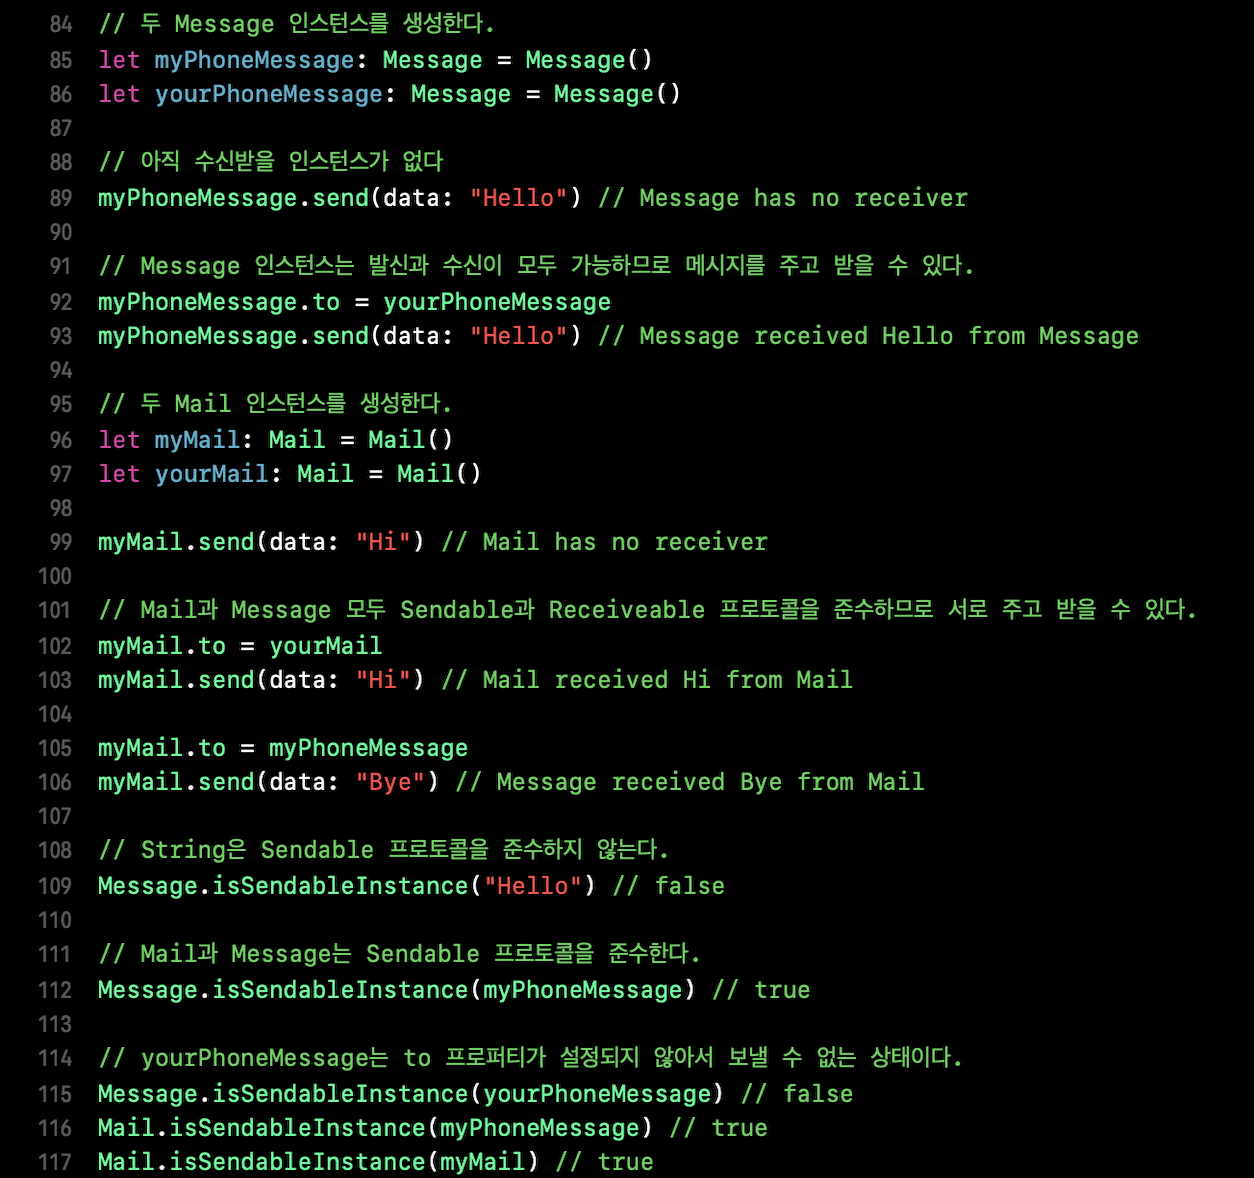 84 // 두 Message 인스턴스를 생성한다.
85 let myPhoneMessage: Message = Message()
86 let yourPhoneMessage: Message = Message()
87
88 // 아직 수신받을 인스턴스가 없다
89 myPhoneMessage.send(data: "Hello") // Message has no receiver
90
91 // Message 인스턴스는 발신과 수신이 모두 가능하므로 메시지를 주고 받을 수 있다.
92 myPhoneMessage.to = yourPhoneMessage
93 myPhoneMessage.send(data: "Hello") // Message received Hello from Message
94
95 // 두 Mail 인스턴스를 생성한다.
96 let myMail: Mail = Mail()
97 let yourMail: Mail = Mail()
98
99 myMail.send(data: "Hi") // Mail has no receiver
100
101 // Mail과 Message 모두 Sendable과 Receiveable 프로토콜을 준수하므로 서로 주고 받을 수 있다.
102 myMail.to = yourMail
103 myMail.send(data: "Hi") // Mail received Hi from Mail
104
105 myMail.to = myPhoneMessage
106 myMail.send(data: "Bye") // Message received Bye from Mail
107
108 // String은 Sendable 프로토콜을 준수하지 않는다.
109 Message.isSendableInstance("Hello") // false
110
111 // Mail과 Message는 Sendable 프로토콜을 준수한다.
112 Message.isSendableInstance(myPhoneMessage) // true
113
114 // yourPhoneMessage는 to 프로퍼티가 설정되지 않아서 보낼 수 없는 상태이다.
115 Message.isSendableInstance(yourPhoneMessage) // false
116 Mail.isSendableInstance(myPhoneMessage) // true
117 Mail.isSendableInstance(myMail) // true